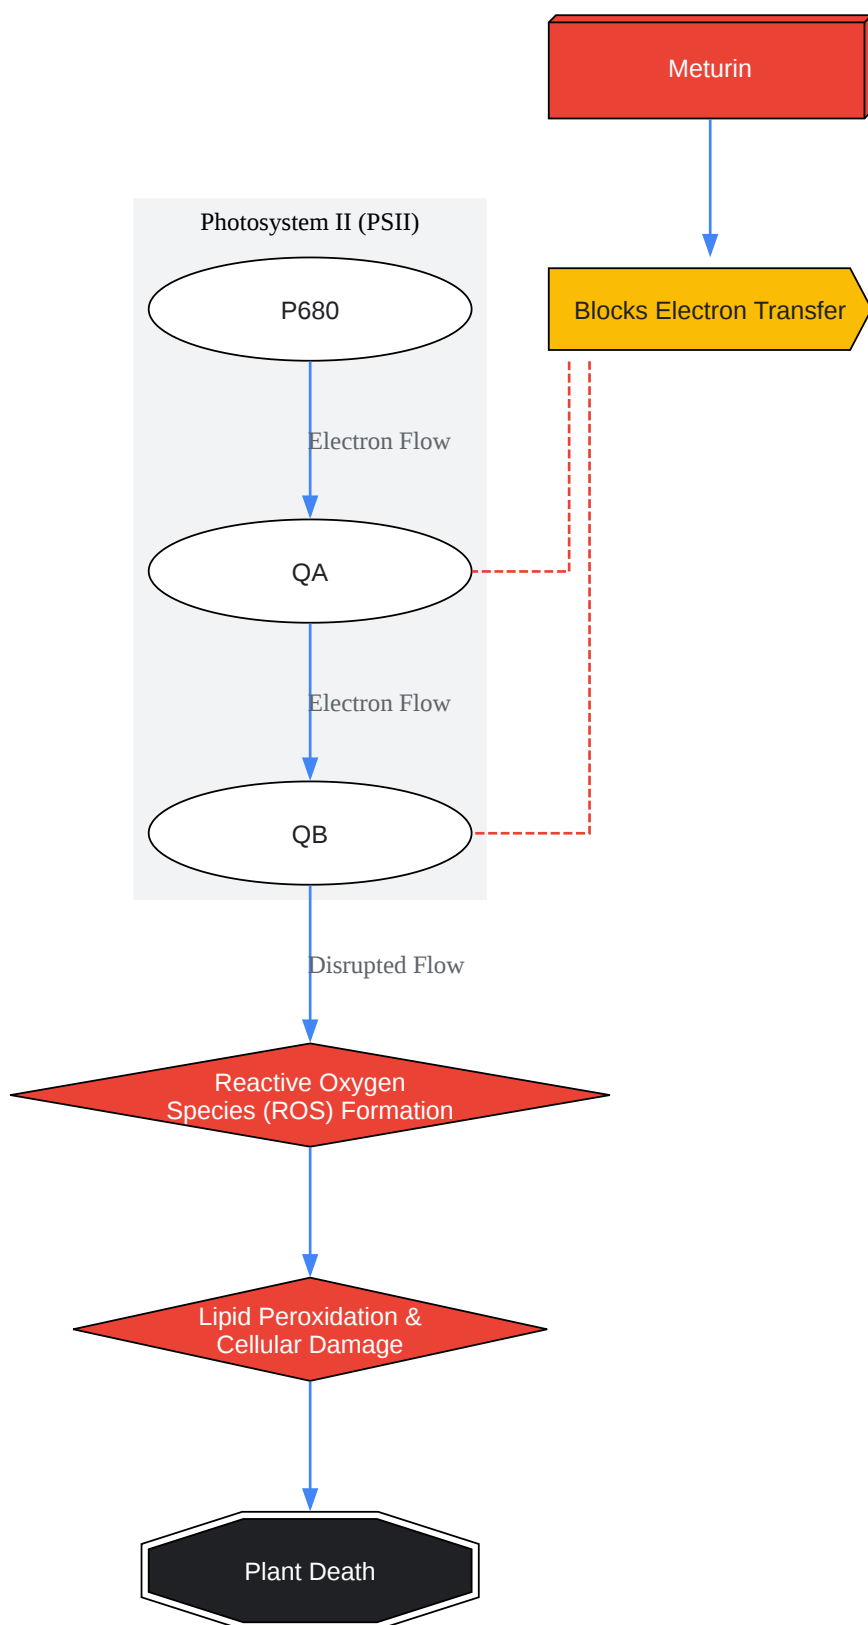 Meturin
Photosystem II (PSII)
P680
Blocks Electron Transfer
Electron Flow
QA
Electron Flow
QB
Disrupted Flow
Reactive Oxygen
Species (ROS) Formation
Lipid Peroxidation &
Cellular Damage
Plant Death